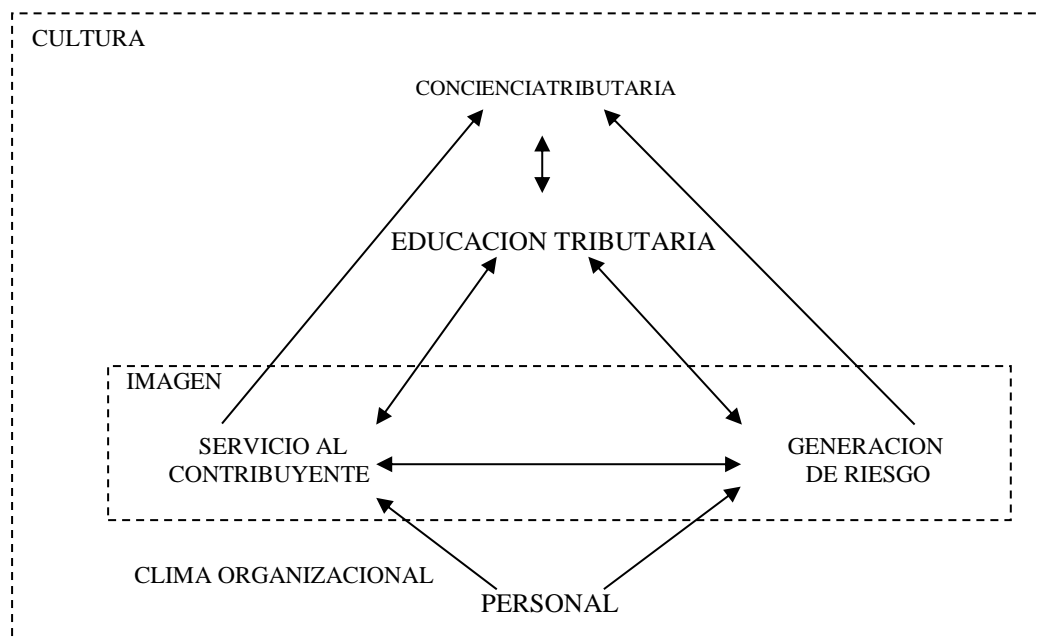 CULTURA
CONCIENCIATRIBUTARIA
EDUCACION TRIBUTARIA
IMAGEN
SERVICIO AL
CONTRIBUYENTE
GENERACION
DE RIESGO
CLIMA ORGANIZACIONAL
PERSONAL